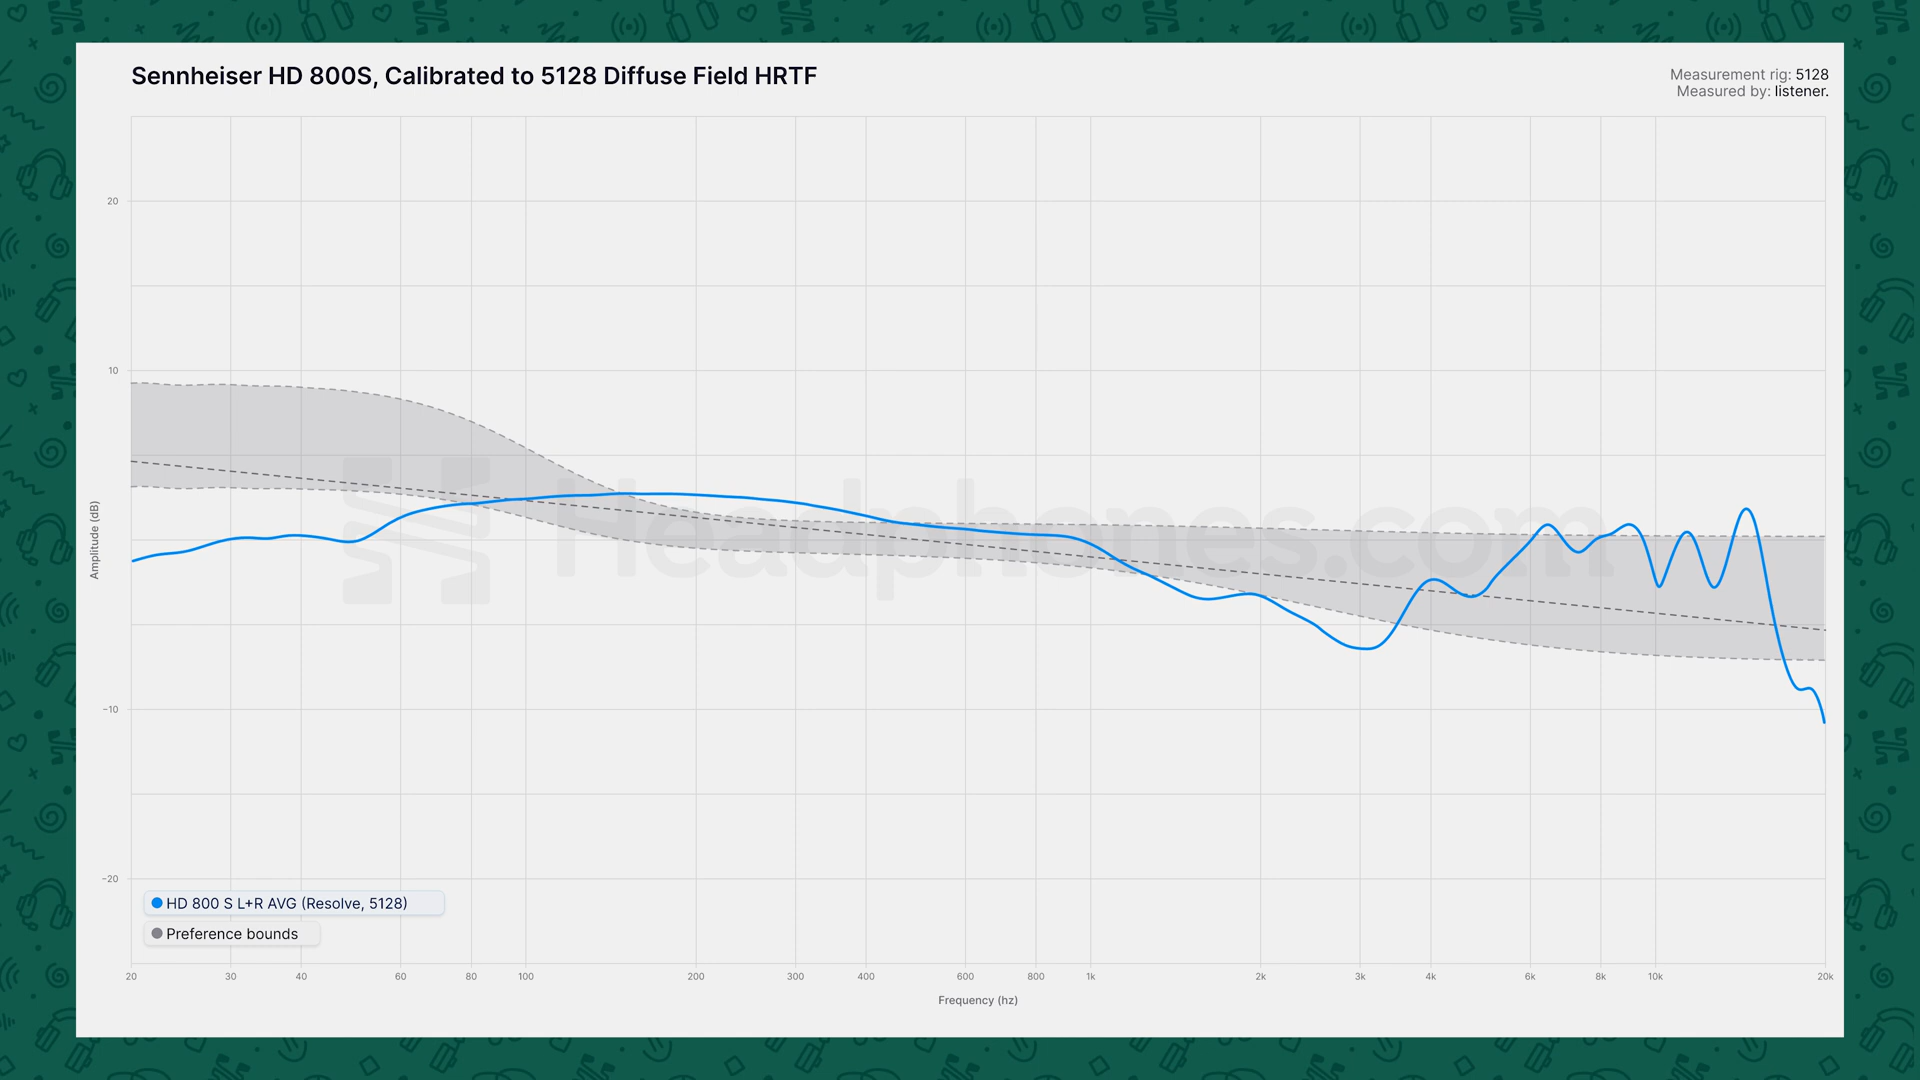 Sennheiser HD 800S, Calibrated to 5128 Diffuse Field HRTF
Measurement rig: 5128
Measured by: listener.
20
10
Amplitude (dB)
−10
−20
Headphones.com
HD 800 S L+R AVG (Resolve, 5128)
Preference bounds
20 30 40 60 80 100 200 300 400 600 800 1k 2k 3k 4k 6k 8k 10k 20k
Frequency (hz)